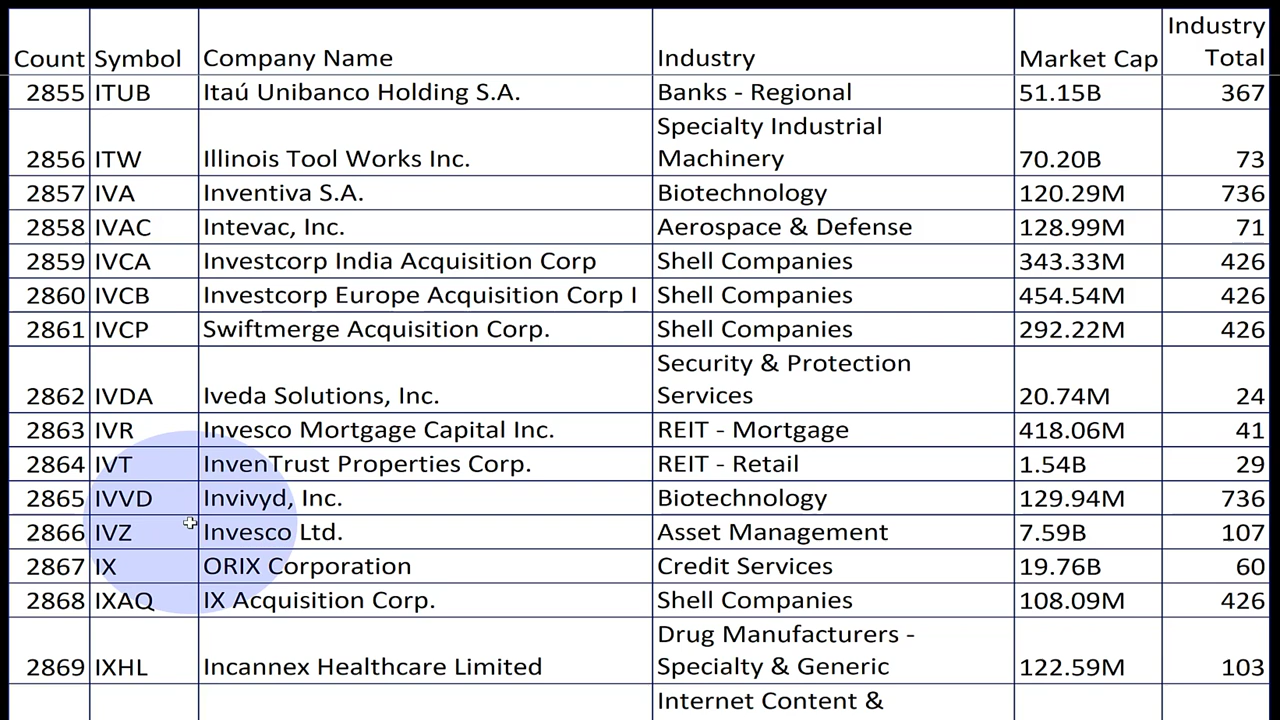 Count Symbol Company Name Industry Market Cap Industry Total
2855 ITUB Itaú Unibanco Holding S.A. Banks - Regional 51.15B 367
2856 ITW Illinois Tool Works Inc. Specialty Industrial Machinery 70.20B 73
2857 IVA Inventiva S.A. Biotechnology 120.29M 736
2858 IVAC Intevac, Inc. Aerospace & Defense 128.99M 71
2859 IVCA Investcorp India Acquisition Corp Shell Companies 343.33M 426
2860 IVCB Investcorp Europe Acquisition Corp I Shell Companies 454.54M 426
2861 IVCP Swiftmerge Acquisition Corp. Shell Companies 292.22M 426
2862 IVDA Iveda Solutions, Inc. Security & Protection Services 20.74M 24
2863 IVR Invesco Mortgage Capital Inc. REIT - Mortgage 418.06M 41
2864 IVT InvenTrust Properties Corp. REIT - Retail 1.54B 29
2865 IVVD Invivyd, Inc. Biotechnology 129.94M 736
2866 IVZ Invesco Ltd. Asset Management 7.59B 107
2867 IX ORIX Corporation Credit Services 19.76B 60
2868 IXAQ IX Acquisition Corp. Shell Companies 108.09M 426
2869 IXHL Incannex Healthcare Limited Drug Manufacturers - Specialty & Generic 122.59M 103
Internet Content &